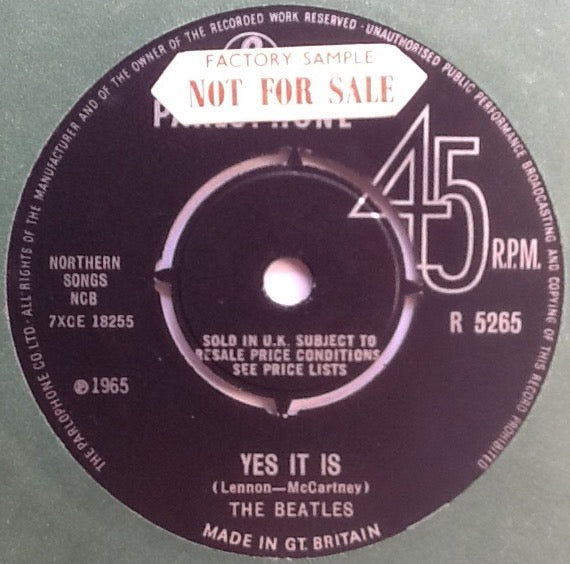 THE PARLOPHONE CO LTD · ALL RIGHTS OF THE MANUFACTURER AND OF THE OWNER OF THE RECORDED WORK RESERVED · UNAUTHORISED PUBLIC PERFORMANCE BROADCASTING AND COPYING OF THIS RECORD PROHIBITED
FACTORY SAMPLE
NOT FOR SALE
45
R.P.M.
NORTHERN
SONGS
NCB
7XCE 18255
R 5265
SOLD IN U.K. SUBJECT TO
RESALE PRICE CONDITIONS
SEE PRICE LISTS
℗1965
YES IT IS
(Lennon—McCartney)
THE BEATLES
MADE IN GT. BRITAIN